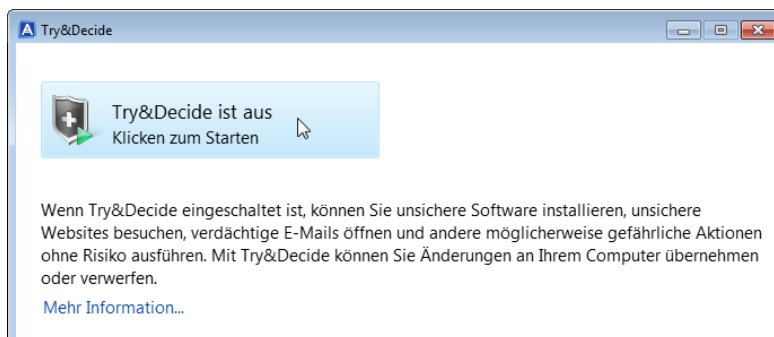 Try&Decide
Try&Decide ist aus
Klicken zum Starten
Wenn Try&Decide eingeschaltet ist, können Sie unsichere Software installieren, unsichere
Websites besuchen, verdächtige E-Mails öffnen und andere möglicherweise gefährliche Aktionen
ohne Risiko ausführen. Mit Try&Decide können Sie Änderungen an Ihrem Computer übernehmen
oder verwerfen.
Mehr Information...